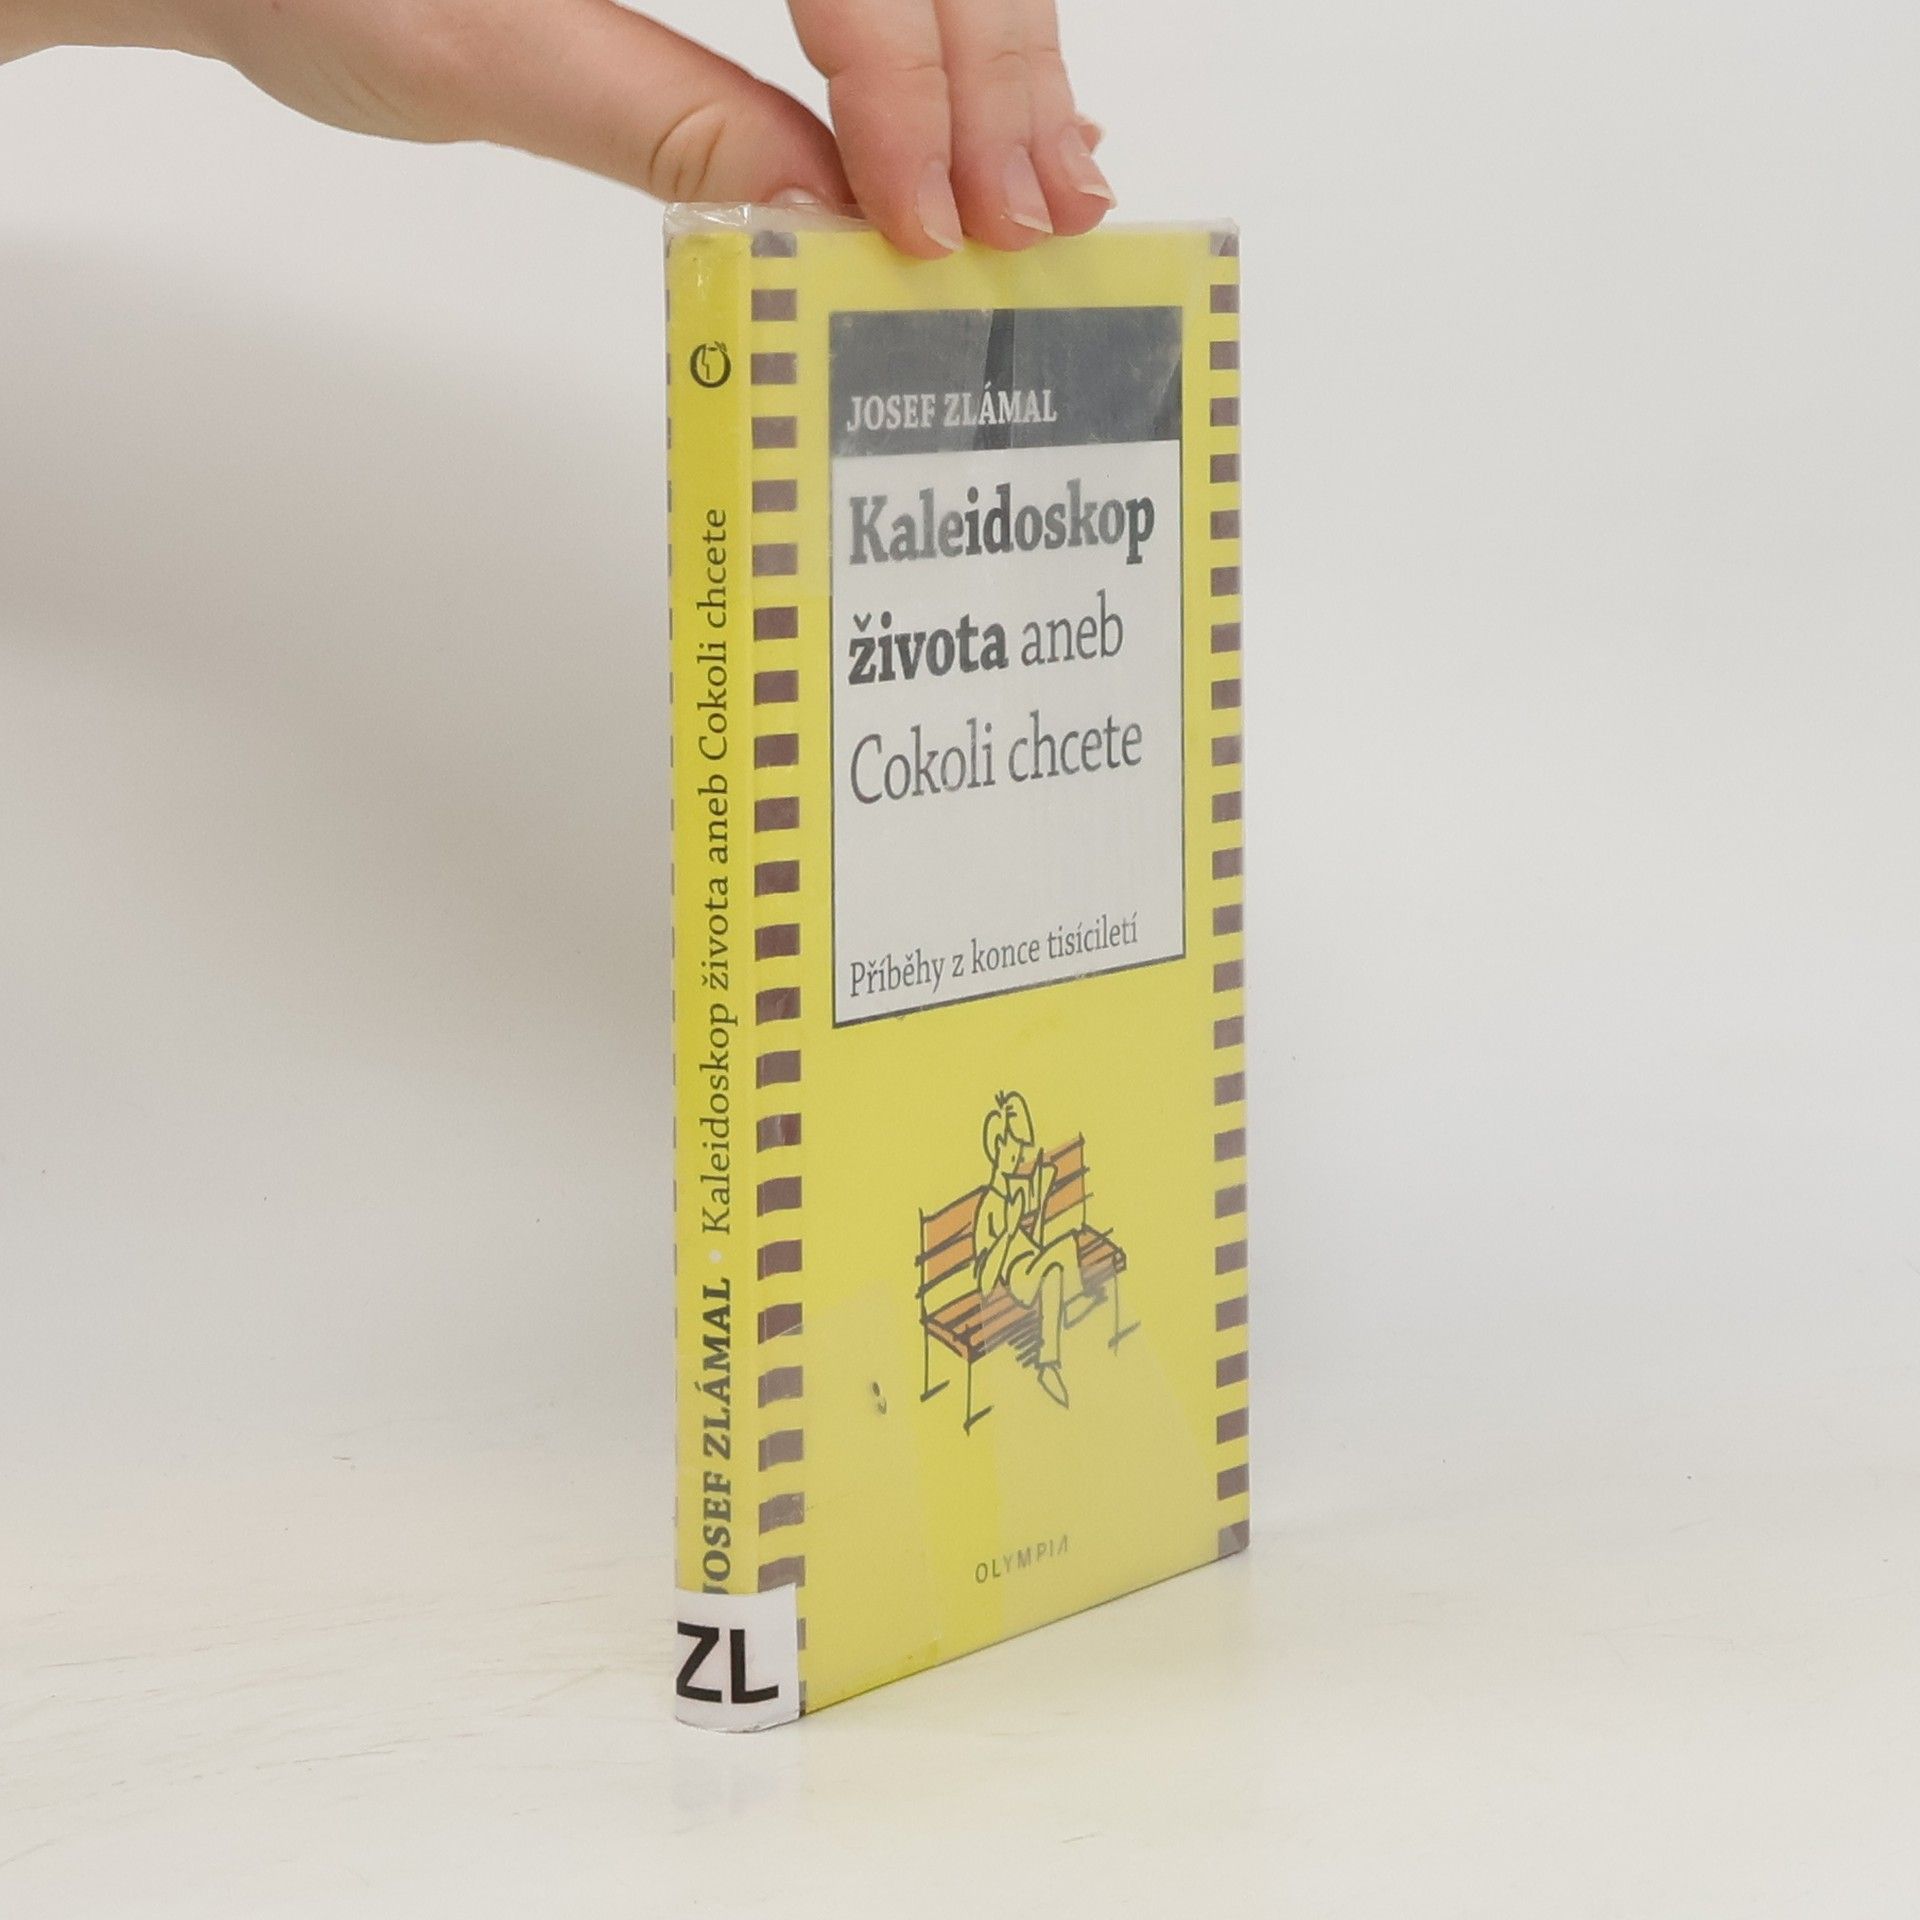 JOSEF ZLÁMAL
Kaleidoskop
života aneb
Cokoli chcete
Příběhy z konce tisíciletí
OLYMPIA
JOSEF ZLÁMAL • Kaleidoskop života aneb Cokoli chcete
ZL